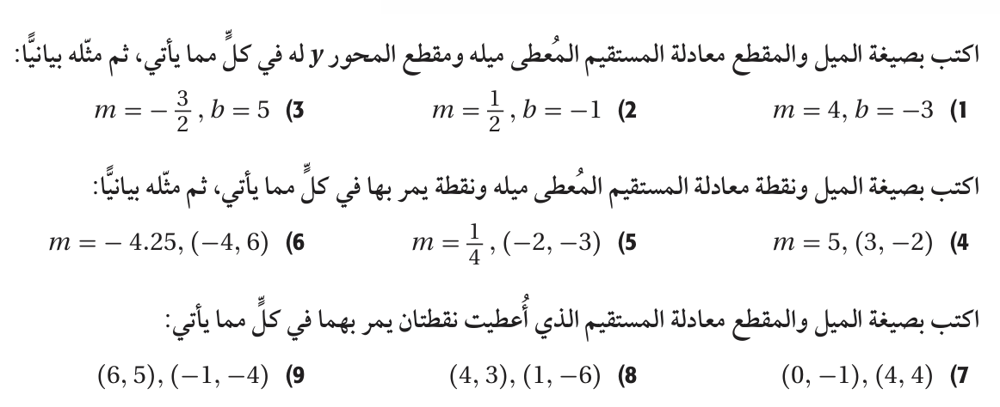 اكتب بصيغة الميل والمقطع معادلة المستقيم المُعطى ميله ومقطع المحور y له في كلٍّ مما يأتي، ثم مثّله بيانيًّا:
1) m = 4, b = −3 2) m = 1/2, b = −1 3) m = − 3/2, b = 5
اكتب بصيغة الميل ونقطة معادلة المستقيم المُعطى ميله ونقطة يمر بها في كلٍّ مما يأتي، ثم مثّله بيانيًّا:
4) m = 5, (3, −2) 5) m = 1/4, (−2, −3) 6) m = − 4.25, (−4, 6)
اكتب بصيغة الميل والمقطع معادلة المستقيم الذي أُعطيت نقطتان يمر بهما في كلٍّ مما يأتي:
7) (0, −1), (4, 4) 8) (4, 3), (1, −6) 9) (6, 5), (−1, −4)